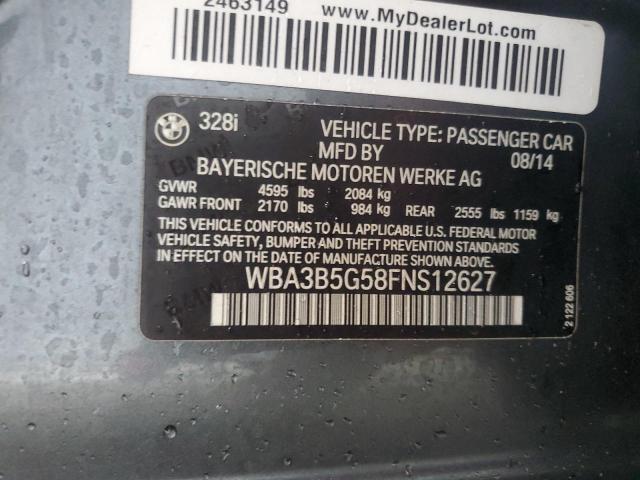 2463149
www.MyDealerLot.com
328i
VEHICLE TYPE: PASSENGER CAR
MFD BY 08/14
BAYERISCHE MOTOREN WERKE AG
GVWR 4595 lbs 2084 kg
GAWR FRONT 2170 lbs 984 kg REAR 2555 lbs 1159 kg
THIS VEHICLE CONFORMS TO ALL APPLICABLE U.S. FEDERAL MOTOR
VEHICLE SAFETY, BUMPER AND THEFT PREVENTION STANDARDS
IN EFFECT ON THE DATE OF MANUFACTURE SHOWN ABOVE.
WBA3B5G58FNS12627
2 122 606